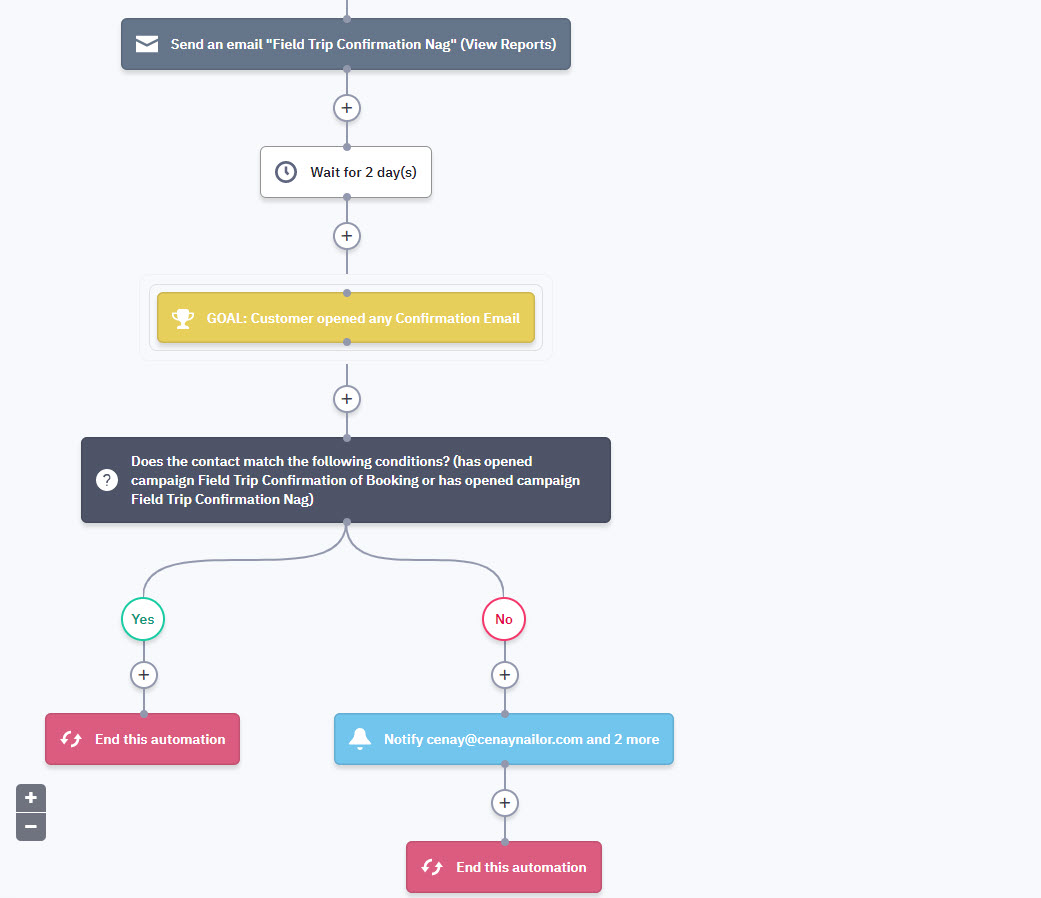 Send an email "Field Trip Confirmation Nag" (View Reports)
+
Wait for 2 day(s)
+
GOAL: Customer opened any Confirmation Email
+
?
Does the contact match the following conditions? (has opened
campaign Field Trip Confirmation of Booking or has opened campaign
Field Trip Confirmation Nag)
Yes
No
+
+
End this automation
Notify cenay@cenaynailor.com and 2 more
+
−
+
End this automation